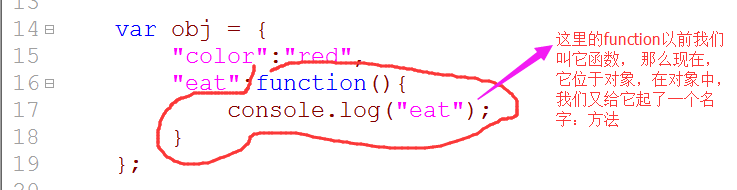 14 var obj = {
15 "color":"red",
16 "eat":function(){
17 console.log("eat");
18 }
19 };
这里的function以前我们
叫它函数， 那么现在，
它位于对象，在对象中，
我们又给它起了一个名
字：方法